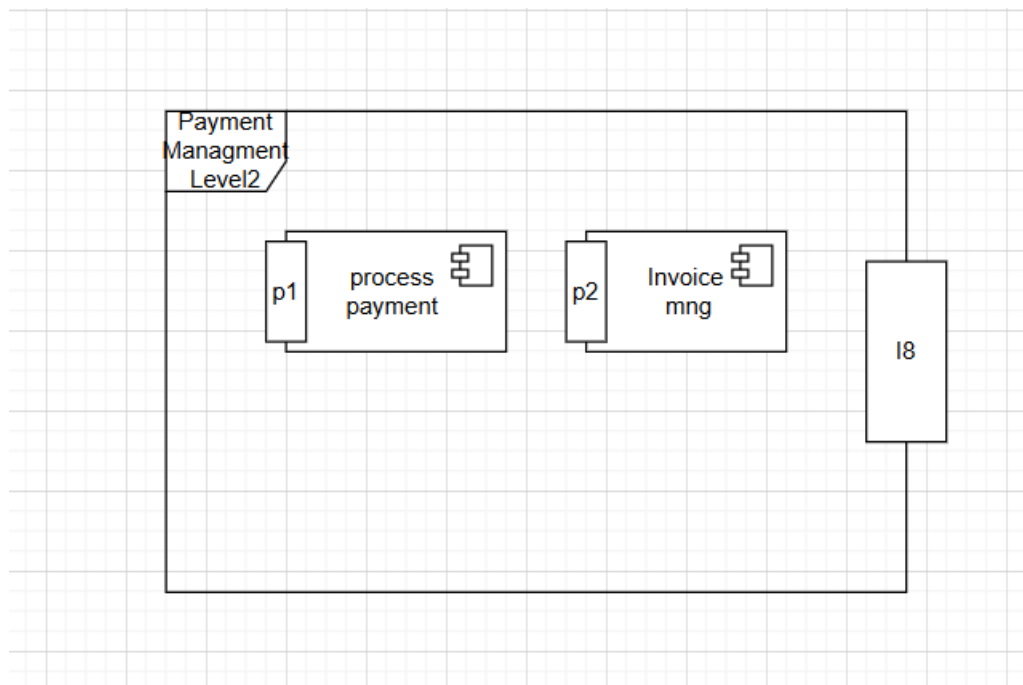 Payment
Managment
Level2
p1
process
payment
p2
Invoice
mng
I8